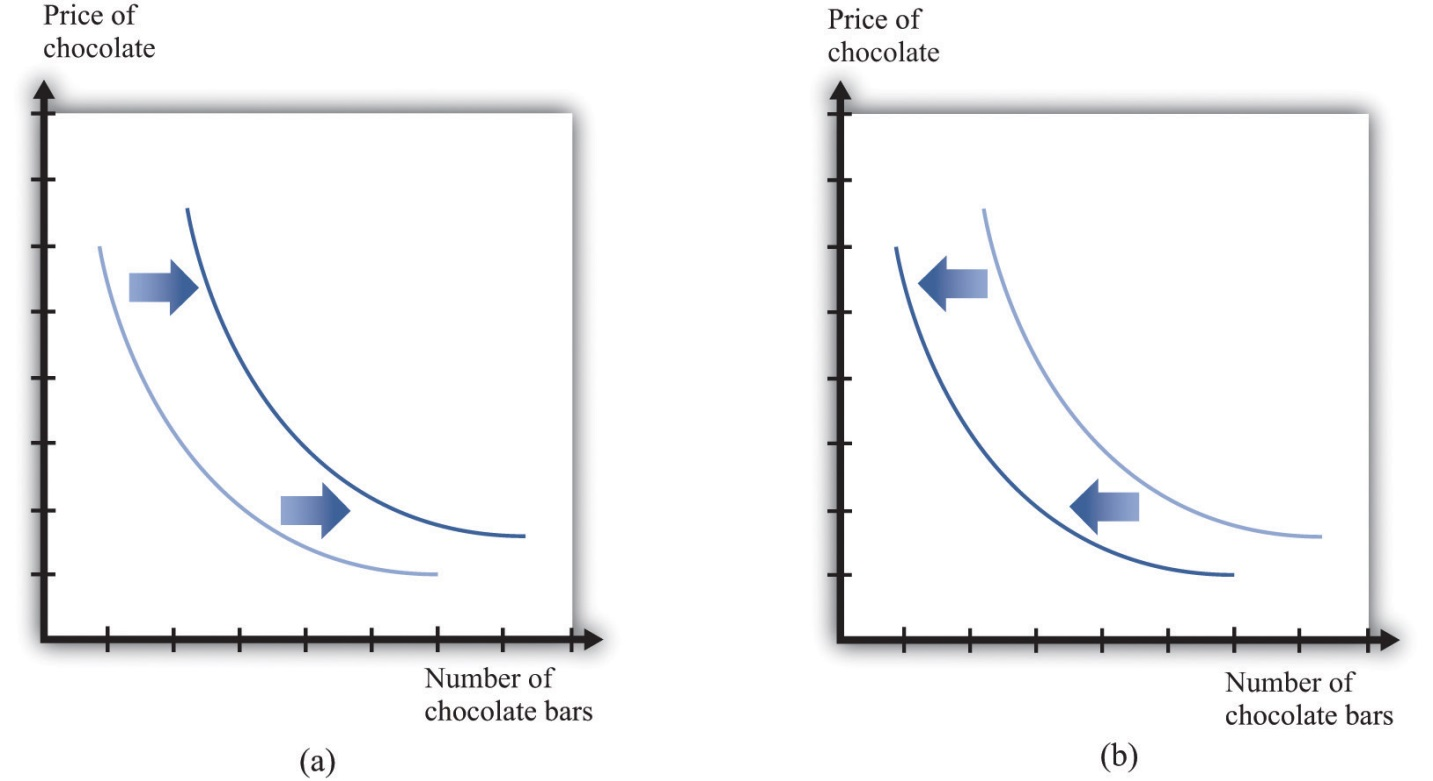 Price of
chocolate
Number of
chocolate bars
(a)
Price of
chocolate
Number of
chocolate bars
(b)